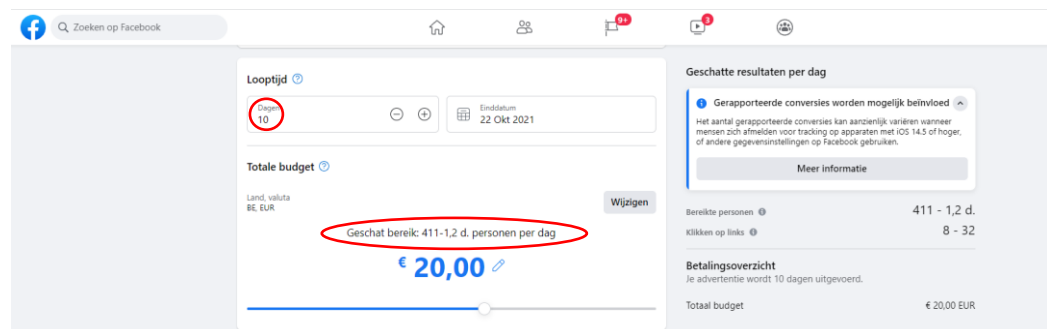 Zoeken op Facebook
9+
3
Looptijd
Dagen
10
Einddatum
22 Okt 2021
Totale budget
Land, valuta
BE, EUR
Wijzigen
Geschat bereik: 411-1,2 d. personen per dag
€ 20,00
Geschatte resultaten per dag
Gerapporteerde conversies worden mogelijk beïnvloed
Het aantal gerapporteerde conversies kan aanzienlijk variëren wanneer
mensen zich afmelden voor tracking op apparaten met iOS 14.5 of hoger,
of andere gegevensinstellingen op Facebook gebruiken.
Meer informatie
Bereikte personen 411 - 1,2 d.
Klikken op links 8 - 32
Betalingsoverzicht
Je advertentie wordt 10 dagen uitgevoerd.
Totaal budget € 20,00 EUR